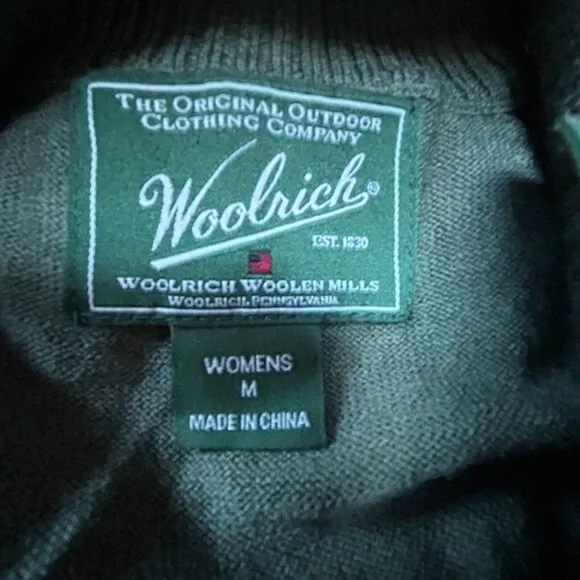 THE ORIGINAL OUTDOOR
CLOTHING COMPANY
Woolrich®
EST. 1830
WOOLRICH WOOLEN MILLS
WOOLRICH, PENNSYLVANIA
WOMENS
M
MADE IN CHINA